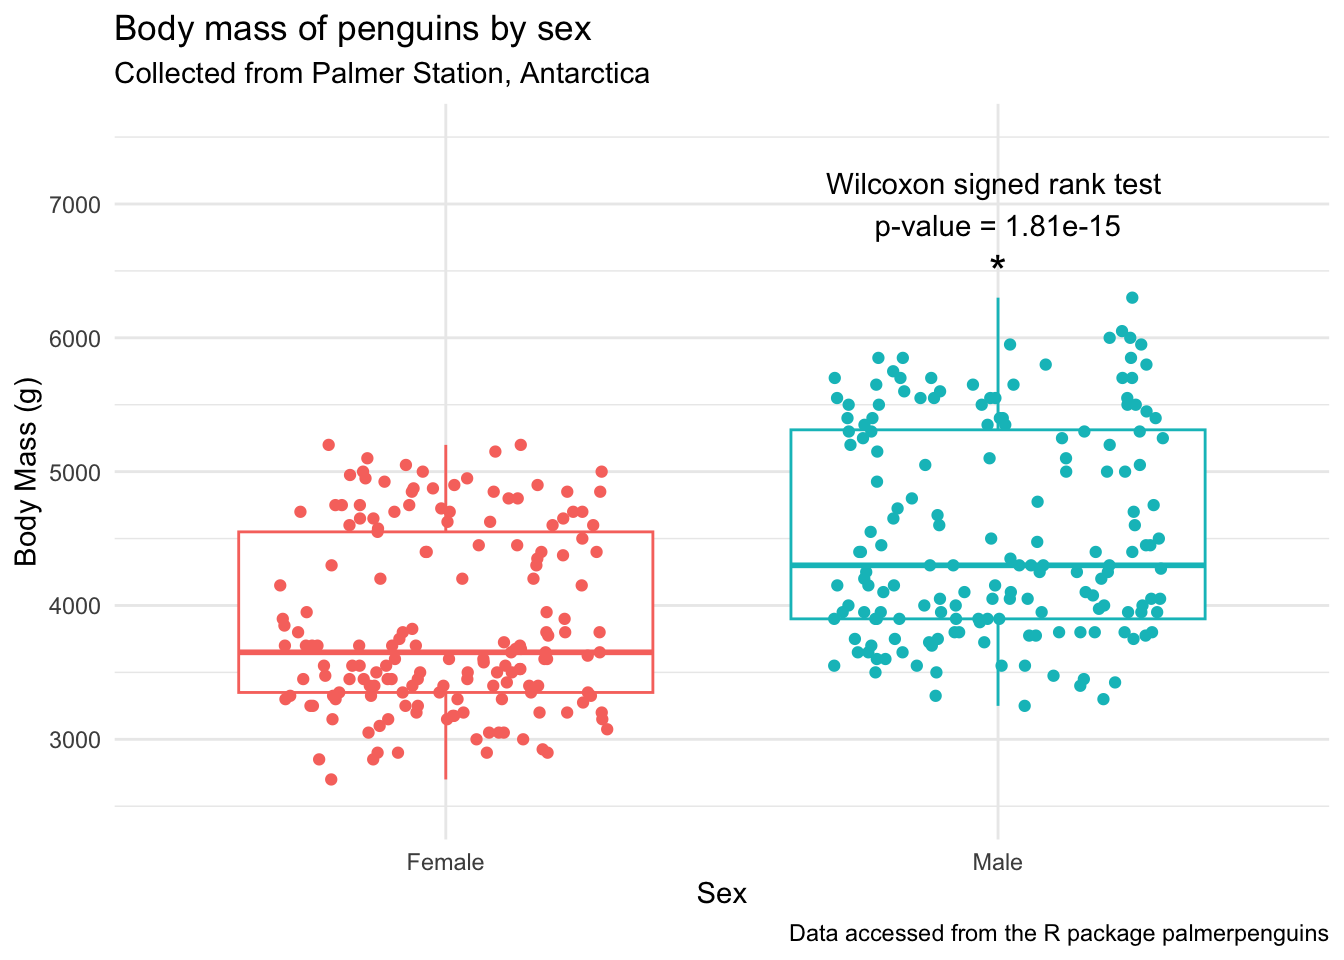 Body mass of penguins by sex
Collected from Palmer Station, Antarctica
Wilcoxon signed rank test
p-value = 1.81e-15
*
7000
6000
5000
4000
3000
Body Mass (g)
Female
Male
Sex
Data accessed from the R package palmerpenguins